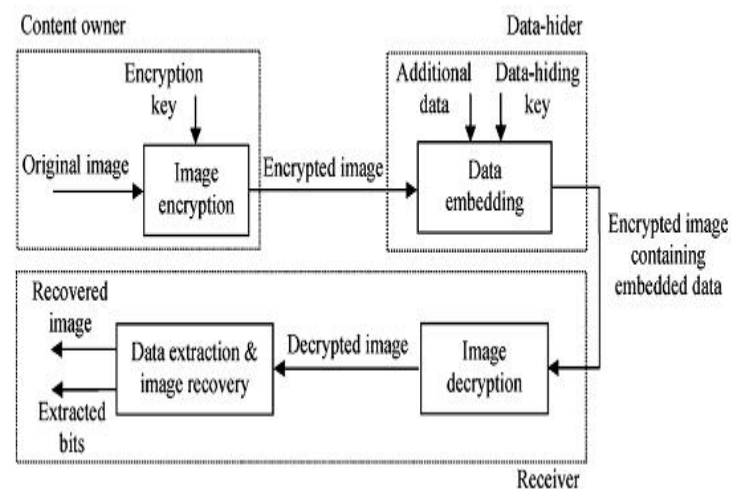 Content owner
Data-hider
Encryption
key
Additional
data
Data-hiding
key
Original image
Image
encryption
Encrypted image
Data
embedding
Encrypted image
containing
embedded data
Recovered
image
Data extraction &
image recovery
Decrypted image
Image
decryption
Extracted
bits
Receiver